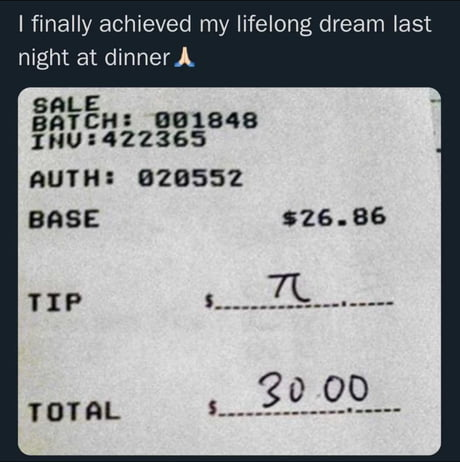 I finally achieved my lifelong dream last
night at dinner🙏🏻
SALE
BATCH: 001848
INV:422365
AUTH: 020552
BASE $26.86
TIP $ π
TOTAL $ 30.00